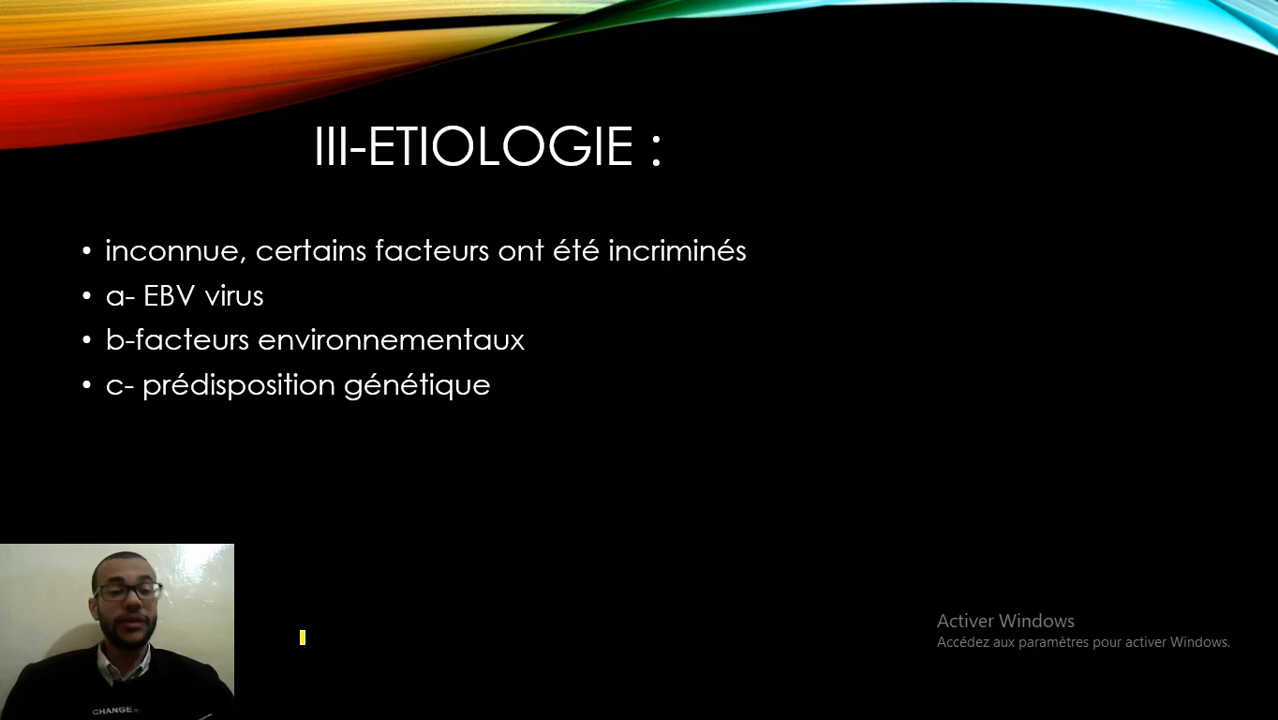 III-ETIOLOGIE :
• inconnue, certains facteurs ont été incriminés
• a- EBV virus
• b-facteurs environnementaux
• c- prédisposition génétique
Activer Windows
Accédez aux paramètres pour activer Windows.
CHANGE